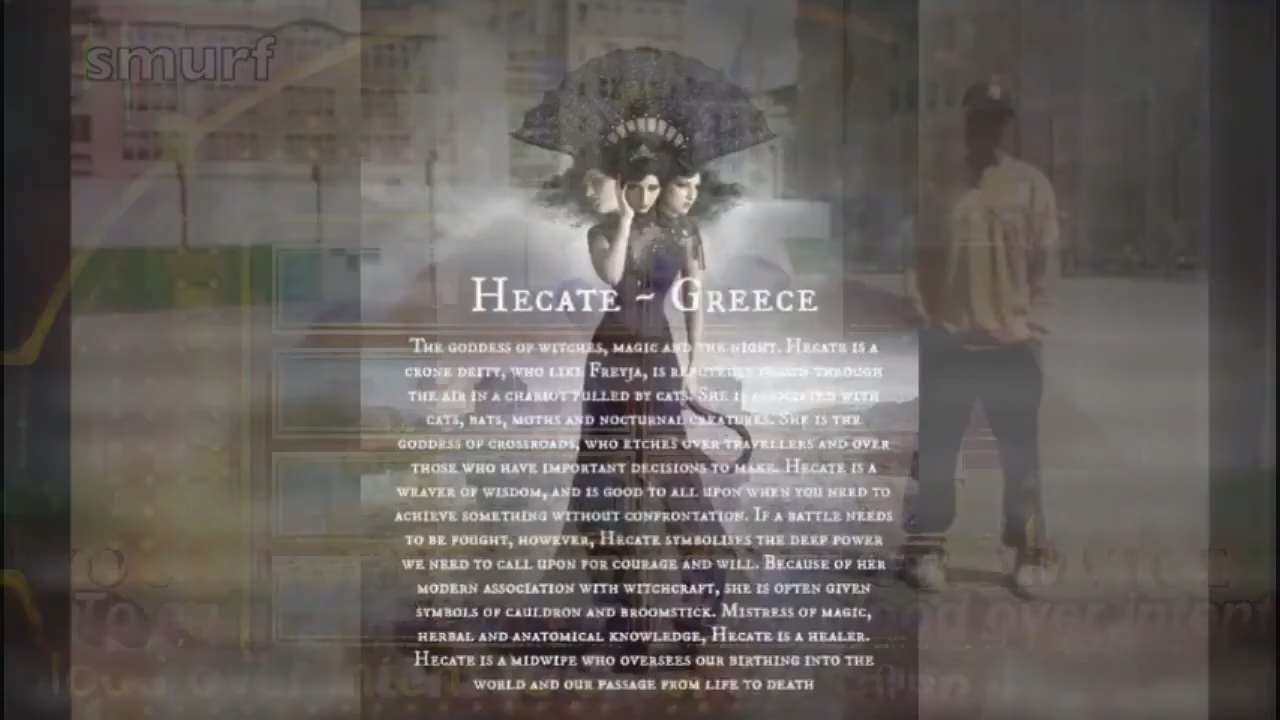 smurf
Hecate ~ Greece
The goddess of witches, magic and the night. Hecate is a
crone deity, who like Freyja, is reputedly drawn through
the air in a chariot pulled by cats. She is associated with
cats, bats, moths and nocturnal creatures. She is the
goddess of crossroads, who etches over travellers and over
those who have important decisions to make. Hecate is a
weaver of wisdom, and is good to call upon when you need to
achieve something without confrontation. If a battle needs
to be fought, however, Hecate symbolises the deep power
we need to call upon for courage and will. Because of her
modern association with witchcraft, she is often given
symbols of cauldron and broomstick. Mistress of magic,
herbal and anatomical knowledge, Hecate is a healer.
Hecate is a midwife who oversees our birthing into the
world and our passage from life to death